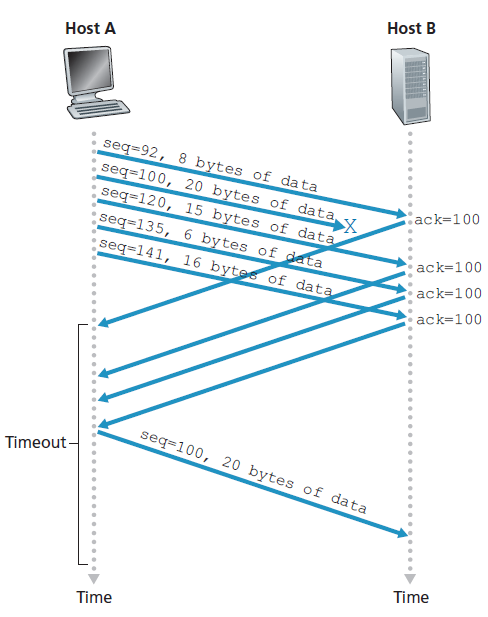 Host A
Host B
seq=92, 8 bytes of data
seq=100, 20 bytes of data
X
ack=100
seq=120, 15 bytes of data
seq=135, 6 bytes of data
ack=100
seq=141, 16 bytes of data
ack=100
ack=100
Timeout
seq=100, 20 bytes of data
Time
Time